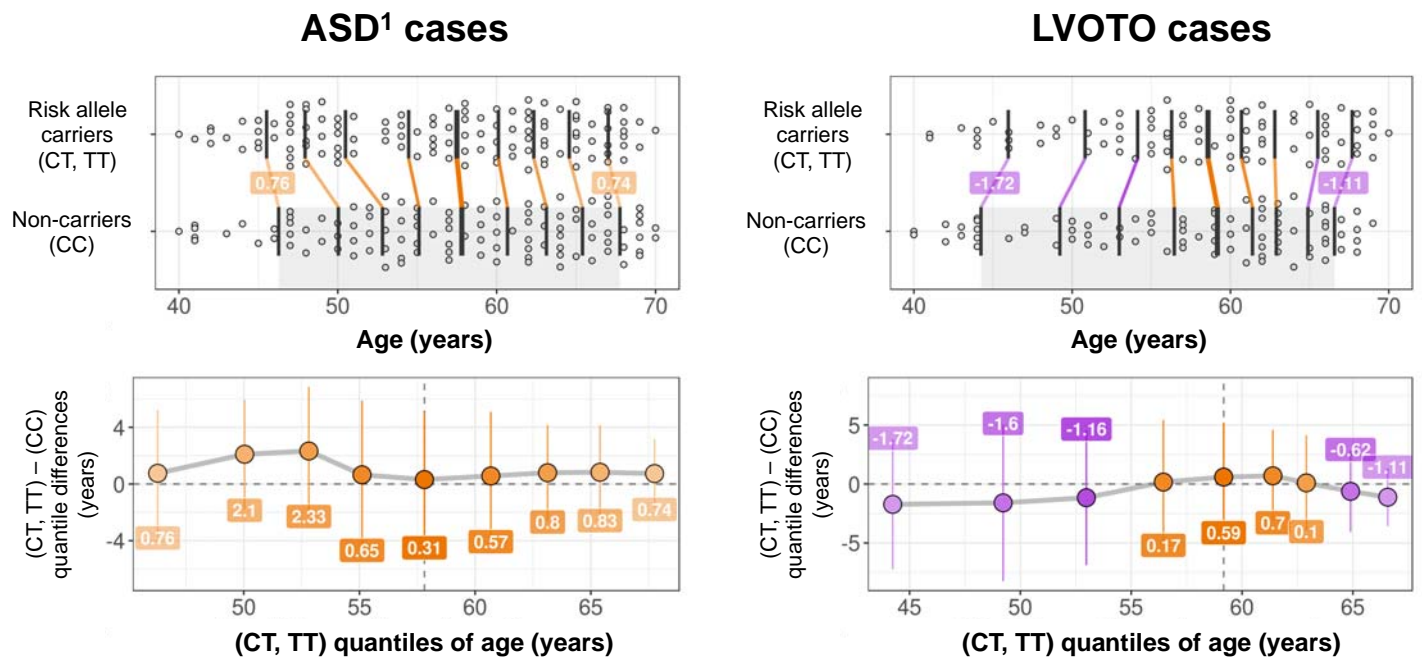 ASD¹ cases
LVOTO cases
Risk allele
carriers
(CT, TT)
0.76
0.74
Non-carriers
(CC)
40
50
60
70
Age (years)
Risk allele
carriers
(CT, TT)
-1.72
-1.11
Non-carriers
(CC)
40
50
60
70
Age (years)
(CT, TT) – (CC)
quantile differences
(years)
4
0
-4
0.76
2.1
2.33
0.65
0.31
0.57
0.8
0.83
0.74
50
55
60
65
(CT, TT) quantiles of age (years)
(CT, TT) – (CC)
quantile differences
(years)
5
0
-5
-1.72
-1.6
-1.16
0.17
0.59
0.7
0.1
-0.62
-1.11
45
50
55
60
65
(CT, TT) quantiles of age (years)